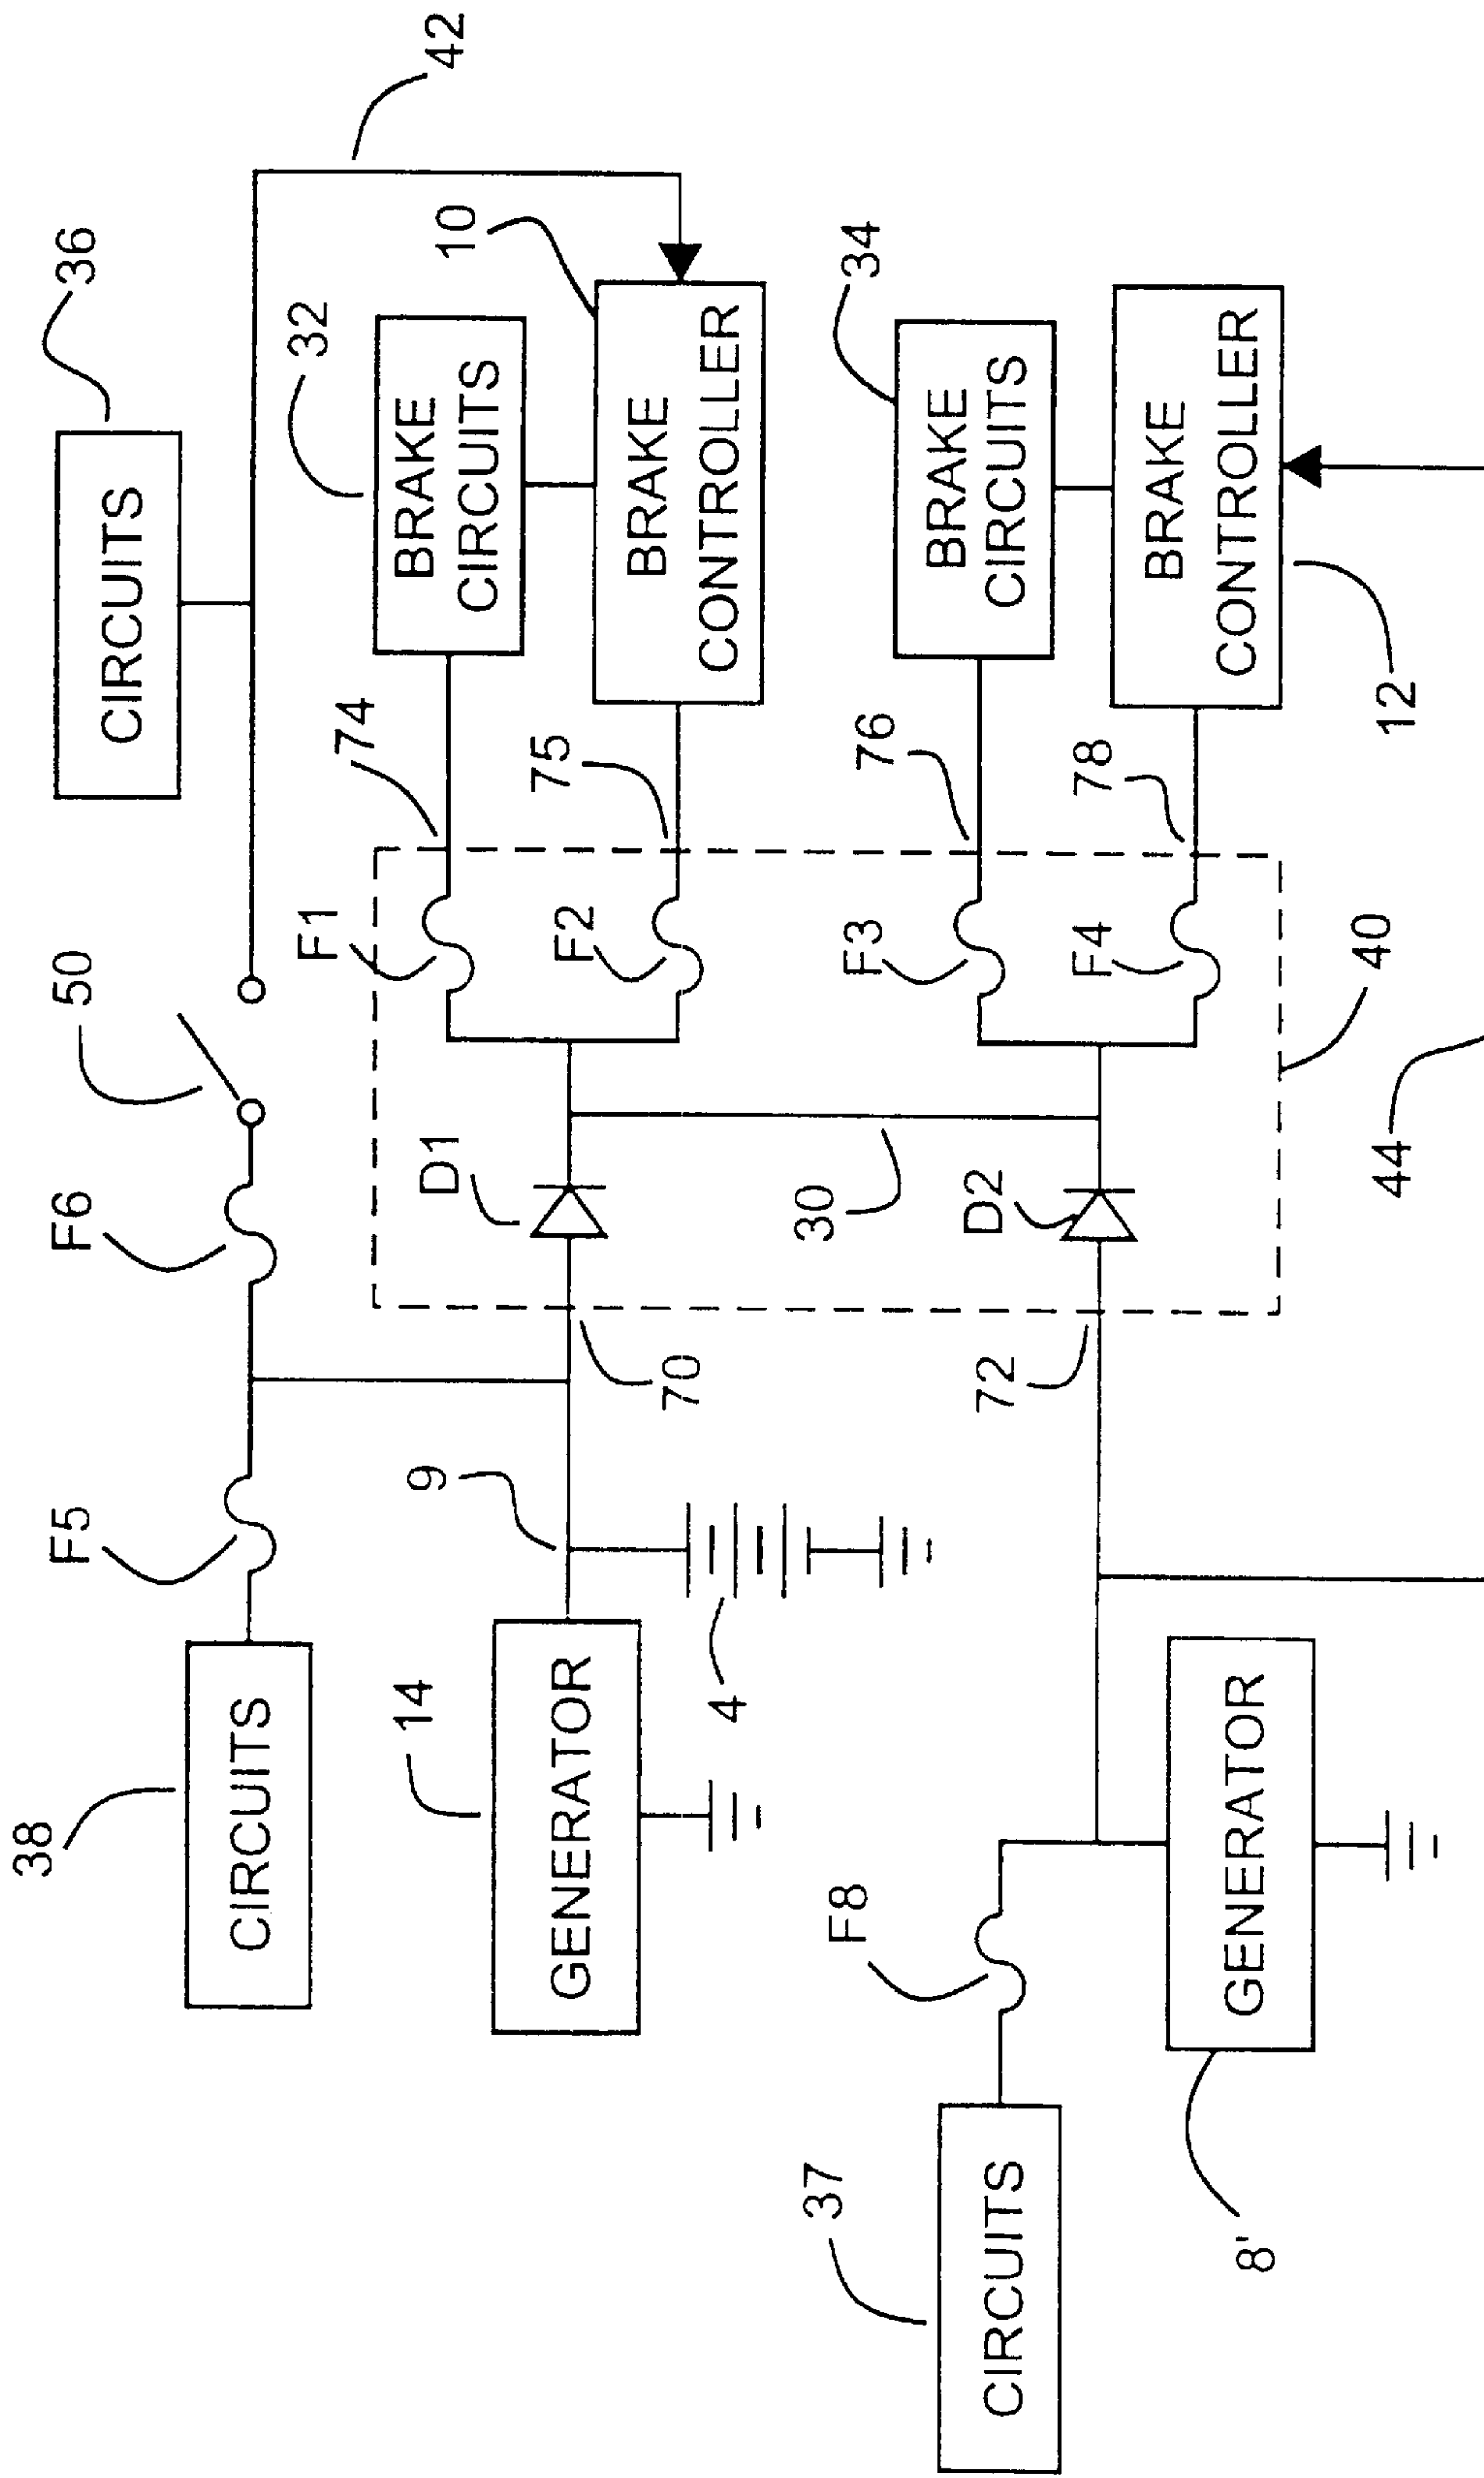 38
F5
F6
50
36
CIRCUITS
CIRCUITS
42
14
GENERATOR
9
4
70
D1
F1
F2
74
75
32
BRAKE
CIRCUITS
10
BRAKE
CONTROLLER
30
37
CIRCUITS
F8
8'
GENERATOR
72
D2
F3
F4
76
78
34
BRAKE
CIRCUITS
BRAKE
CONTROLLER
12
40
44